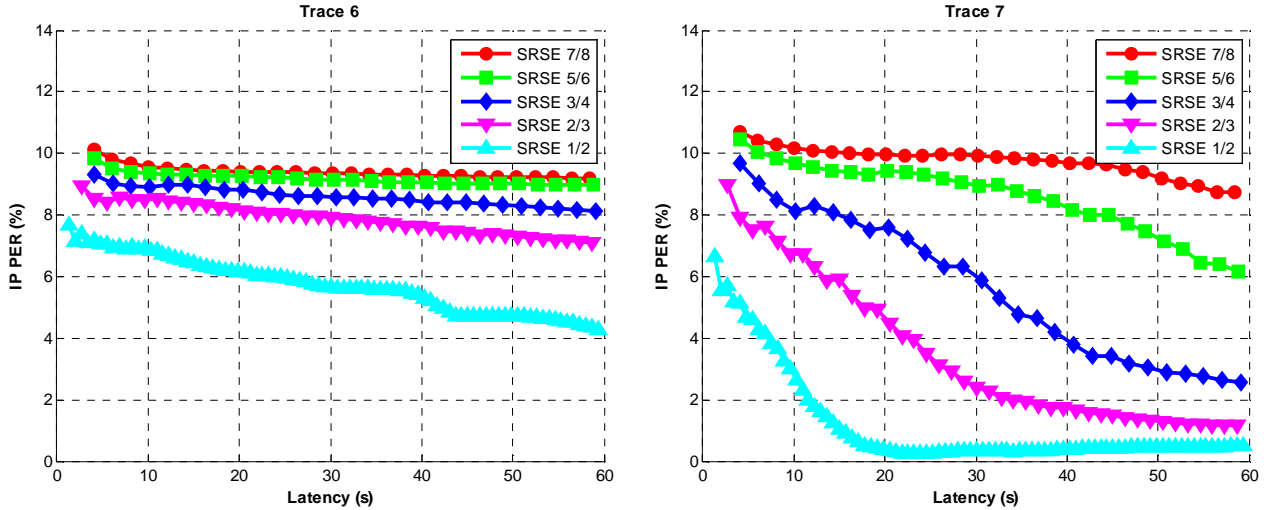 Trace 6
14
12
10
8
6
4
2
0
IP PER (%)
0 10 20 30 40 50 60
Latency (s)
SRSE 7/8
SRSE 5/6
SRSE 3/4
SRSE 2/3
SRSE 1/2
Trace 7
14
12
10
8
6
4
2
0
IP PER (%)
0 10 20 30 40 50 60
Latency (s)
SRSE 7/8
SRSE 5/6
SRSE 3/4
SRSE 2/3
SRSE 1/2